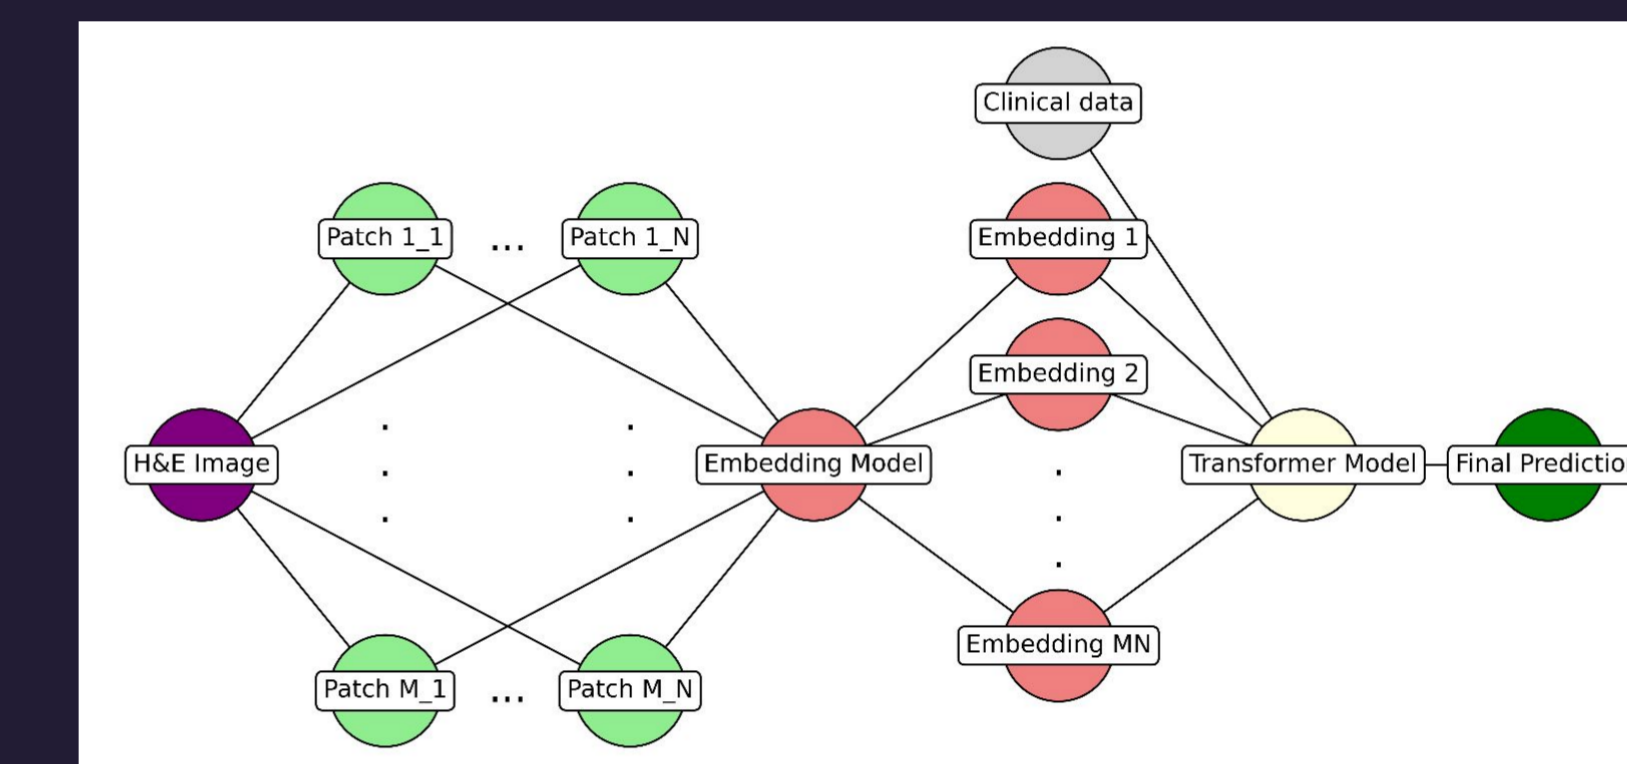 Clinical data
Patch 1_1 ... Patch 1_N
Embedding 1
Embedding 2
H&E Image
Embedding Model
Transformer Model
Final Predictio
Embedding MN
Patch M_1 ... Patch M_N